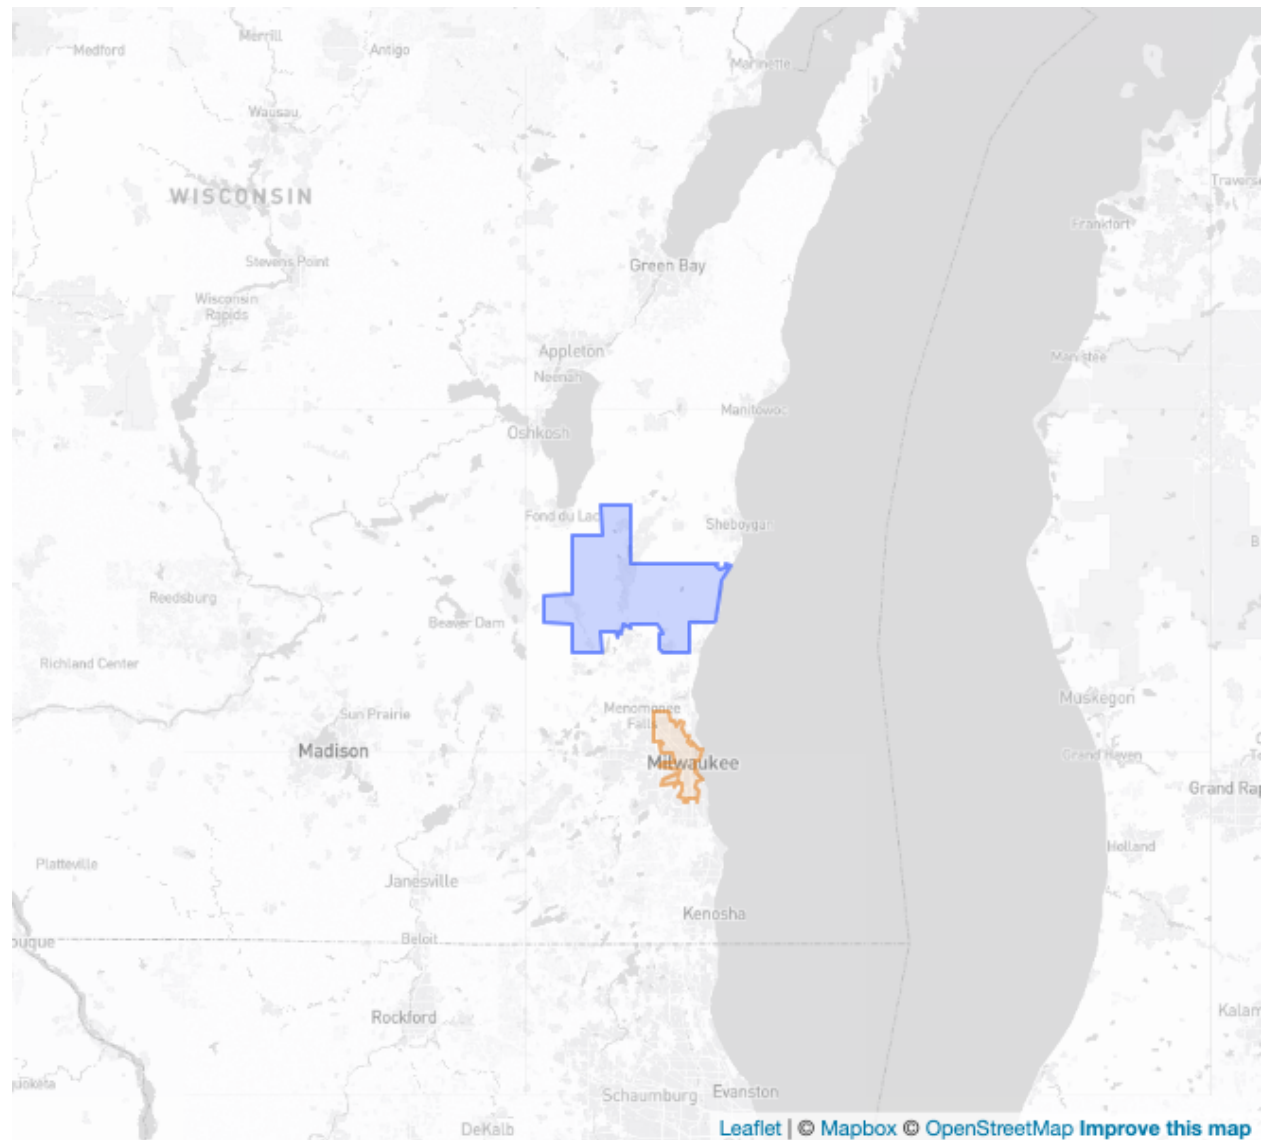 Medford
Merrill
Antigo
Marinette
Wausau
WISCONSIN
Frankfort
Stevens Point
Green Bay
Wisconsin
Rapids
Appleton
Manistee
Neenah
Manitowoc
Oshkosh
Fond du Lac
Sheboygan
Reedsburg
Beaver Dam
Richland Center
Muskegon
Menomonee
Falls
Sun Prairie
Madison
Milwaukee
Grand Haven
Grand Rap
Holland
Platteville
Janesville
Kenosha
Beloit
buque
Rockford
Kalam
uoketa
Schaumburg
Evanston
DeKalb
Leaflet | © Mapbox © OpenStreetMap Improve this map